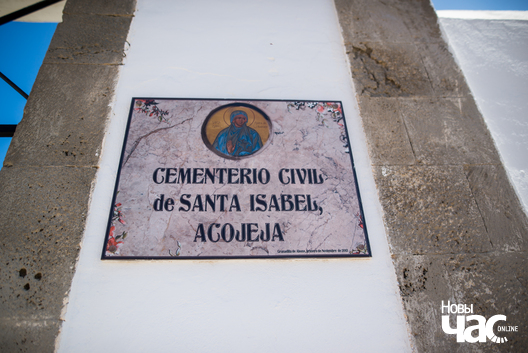 CEMENTERIO CIVIL
de SANTA ISABEL,
ACOJEJA
Новы
Час
ONLINE